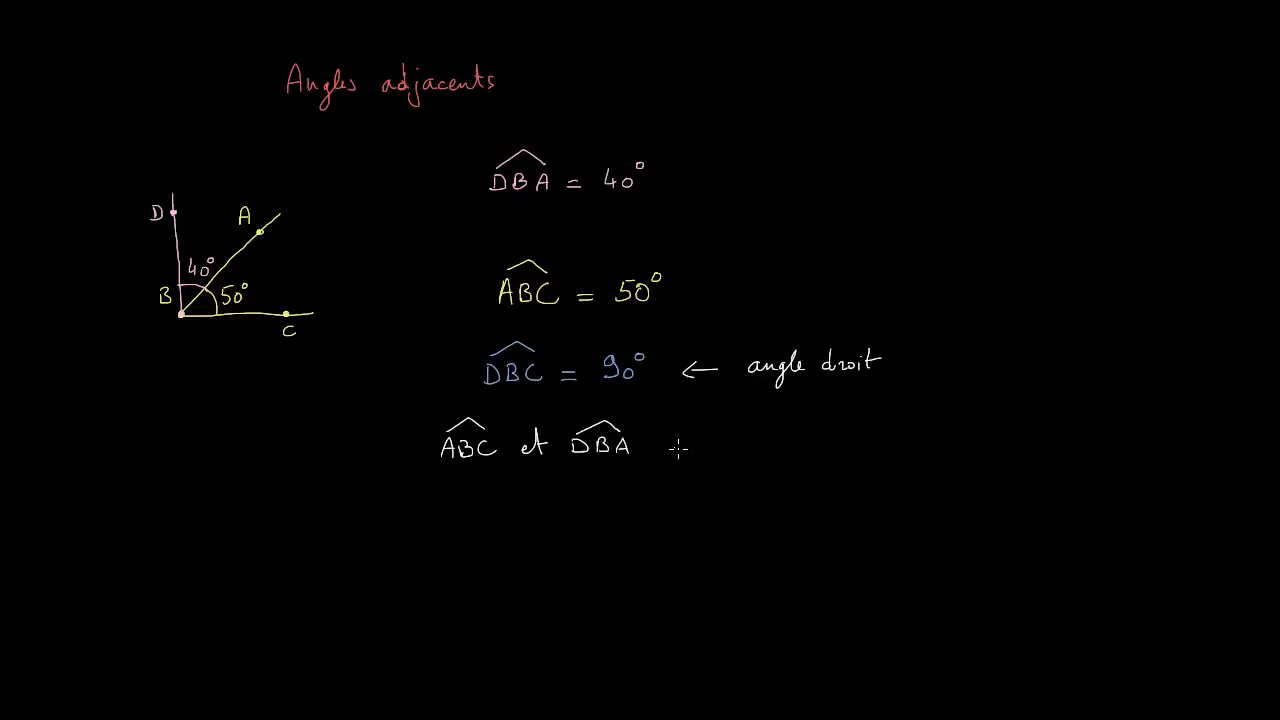 Angles adjacents
DBA = 40°
D
A
40°
B
50°
C
ABC = 50°
DBC = 90° ← angle droit
ABC et DBA